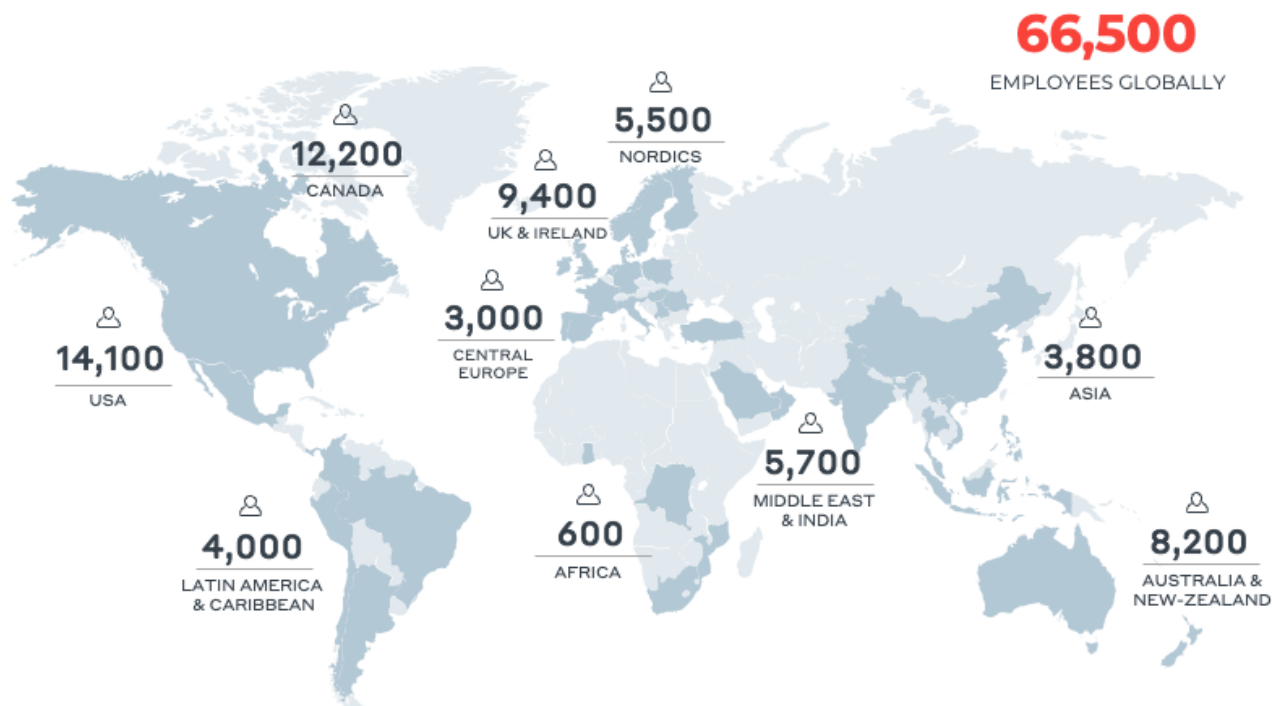 66,500
EMPLOYEES GLOBALLY
5,500
NORDICS
12,200
CANADA
9,400
UK & IRELAND
3,000
CENTRAL
EUROPE
14,100
USA
3,800
ASIA
5,700
MIDDLE EAST
& INDIA
600
AFRICA
4,000
LATIN AMERICA
& CARIBBEAN
8,200
AUSTRALIA &
NEW-ZEALAND